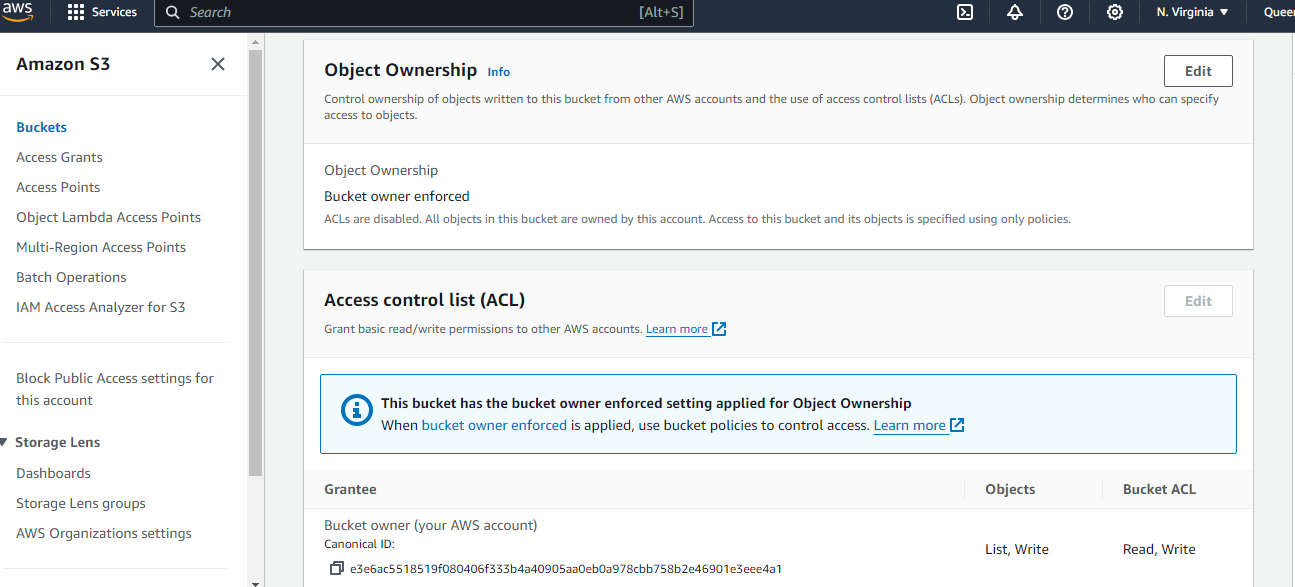 aws
Services
Search
[Alt+S]
N. Virginia
Amazon S3
Buckets
Access Grants
Access Points
Object Lambda Access Points
Multi-Region Access Points
Batch Operations
IAM Access Analyzer for S3
Block Public Access settings for
this account
Storage Lens
Dashboards
Storage Lens groups
AWS Organizations settings
Object Ownership Info
Edit
Control ownership of objects written to this bucket from other AWS accounts and the use of access control lists (ACLs). Object ownership determines who can specify
access to objects.
Object Ownership
Bucket owner enforced
ACLs are disabled. All objects in this bucket are owned by this account. Access to this bucket and its objects is specified using only policies.
Access control list (ACL)
Edit
Grant basic read/write permissions to other AWS accounts. Learn more
This bucket has the bucket owner enforced setting applied for Object Ownership
When bucket owner enforced is applied, use bucket policies to control access. Learn more
Grantee Objects Bucket ACL
Bucket owner (your AWS account)
Canonical ID:
e3e6ac5518519f080406f333b4a40905aa0eb0a978cbb758b2e46901e3eee4a1
List, Write
Read, Write